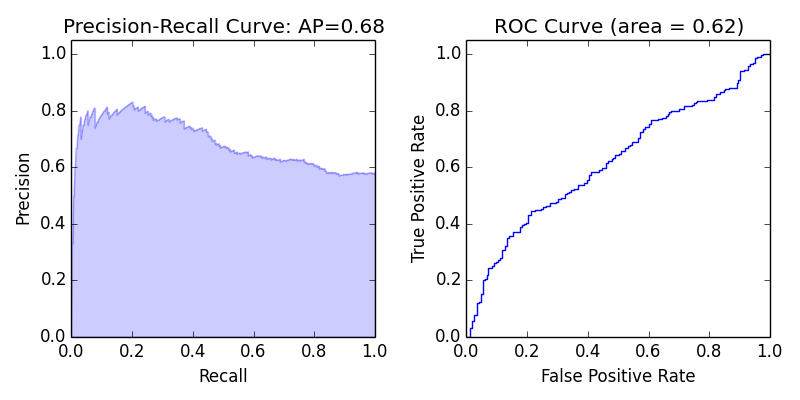 Precision-Recall Curve: AP=0.68
1.0
0.8
0.6
0.4
0.2
0.0
Precision
0.0 0.2 0.4 0.6 0.8 1.0
Recall
ROC Curve (area = 0.62)
1.0
0.8
0.6
0.4
0.2
0.0
True Positive Rate
0.0 0.2 0.4 0.6 0.8 1.0
False Positive Rate